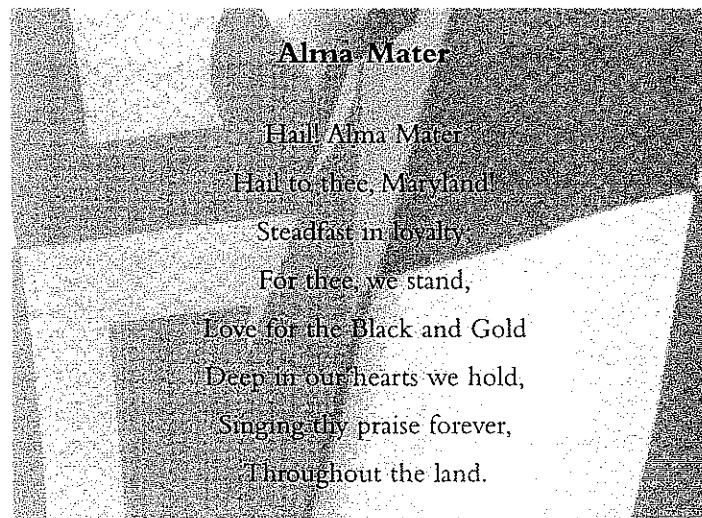 Alma Mater
Hail! Alma Mater
Hail to thee, Maryland!
Steadfast in loyalty,
For thee, we stand,
Love for the Black and Gold
Deep in our hearts we hold,
Singing thy praise forever,
Throughout the land.